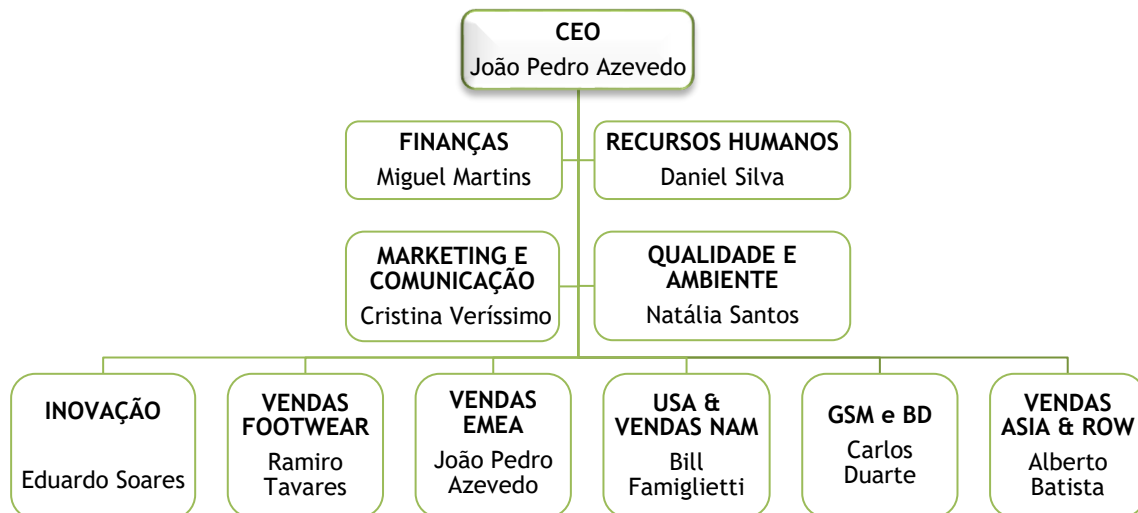 CEO
João Pedro Azevedo
FINANÇAS
Miguel Martins
RECURSOS HUMANOS
Daniel Silva
MARKETING E
COMUNICAÇÃO
Cristina Veríssimo
QUALIDADE E
AMBIENTE
Natália Santos
INOVAÇÃO
Eduardo Soares
VENDAS
FOOTWEAR
Ramiro
Tavares
VENDAS
EMEA
João Pedro
Azevedo
USA &
VENDAS NAM
Bill
Famiglietti
GSM e BD
Carlos
Duarte
VENDAS
ASIA & ROW
Alberto
Batista